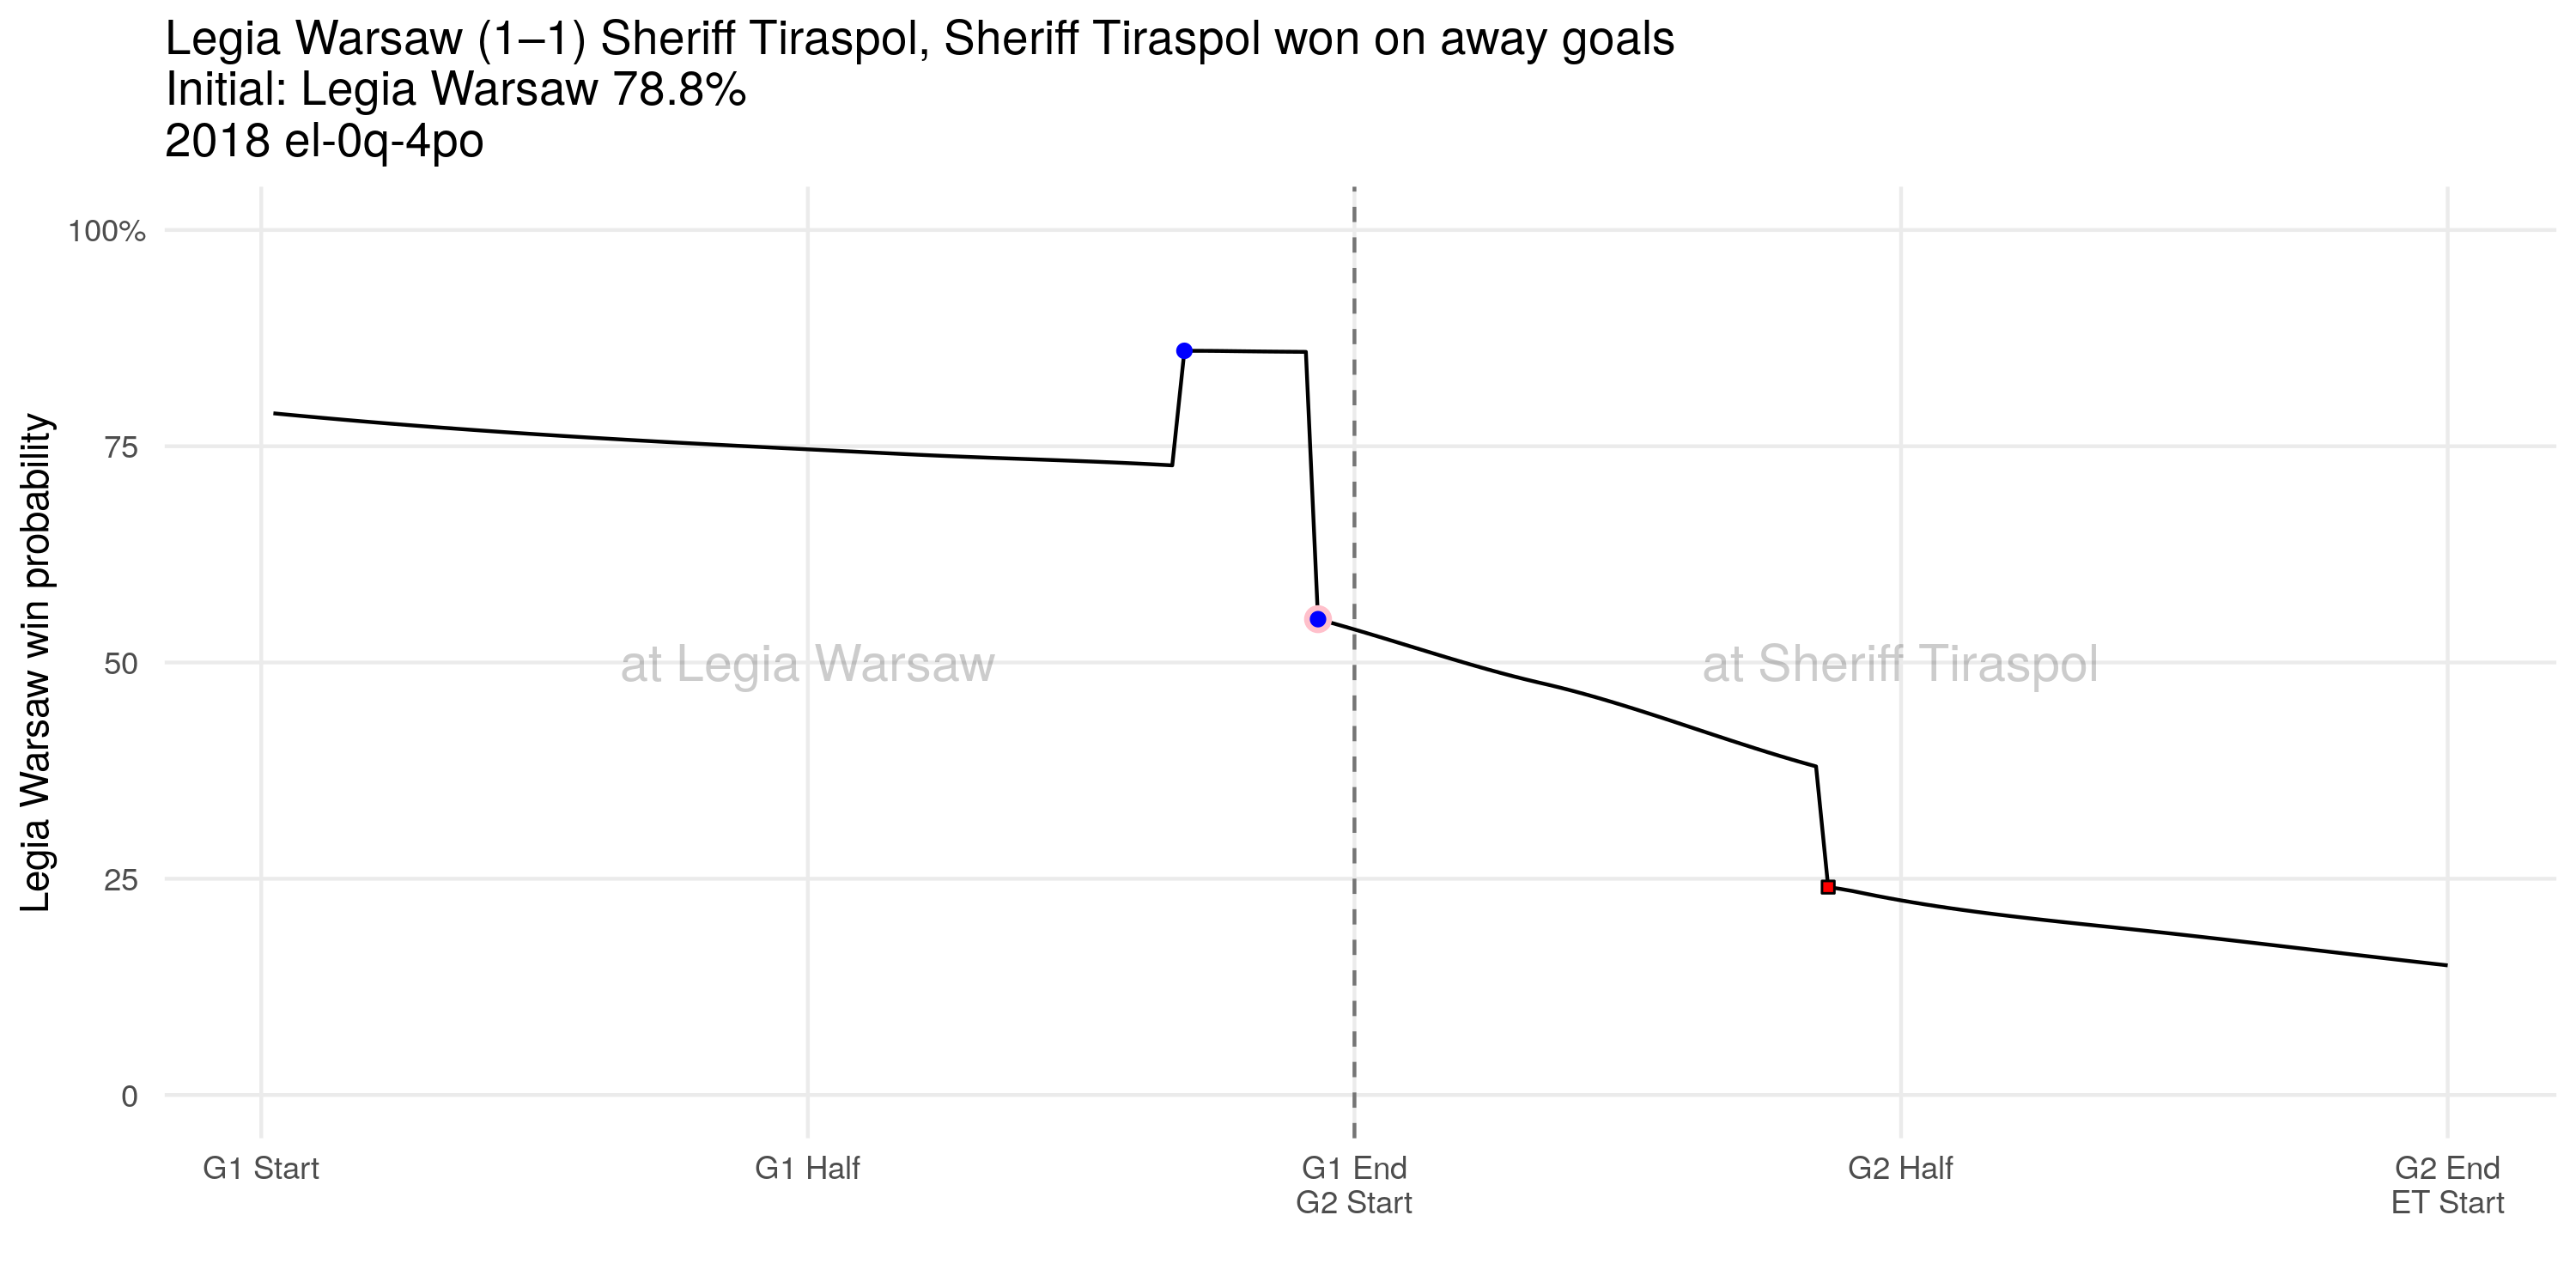 Legia Warsaw (1–1) Sheriff Tiraspol, Sheriff Tiraspol won on away goals
Initial: Legia Warsaw 78.8%
2018 el-0q-4po
Legia Warsaw win probability
100%
75
50
25
0
at Legia Warsaw
at Sheriff Tiraspol
G1 Start
G1 Half
G1 End
G2 Start
G2 Half
G2 End
ET Start